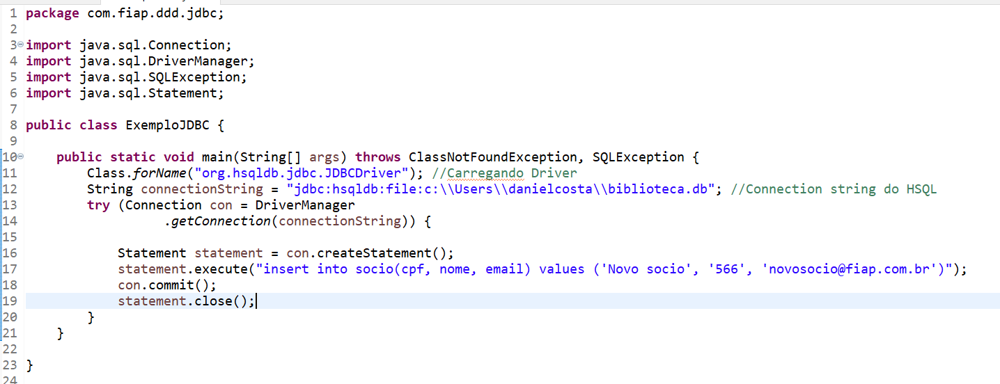 1 package com.fiap.ddd.jdbc;
2
3 import java.sql.Connection;
4 import java.sql.DriverManager;
5 import java.sql.SQLException;
6 import java.sql.Statement;
7
8 public class ExemploJDBC {
9
10 public static void main(String[] args) throws ClassNotFoundException, SQLException {
11 Class.forName("org.hsqldb.jdbc.JDBCDriver"); //Carregando Driver
12 String connectionString = "jdbc:hsqldb:file:c:\\Users\\danielcosta\\biblioteca.db"; //Connection string do HSQL
13 try (Connection con = DriverManager
14 .getConnection(connectionString)) {
15
16 Statement statement = con.createStatement();
17 statement.execute("insert into socio(cpf, nome, email) values ('Novo socio', '566', 'novosocio@fiap.com.br')");
18 con.commit();
19 statement.close();
20 }
21 }
22
23 }
24